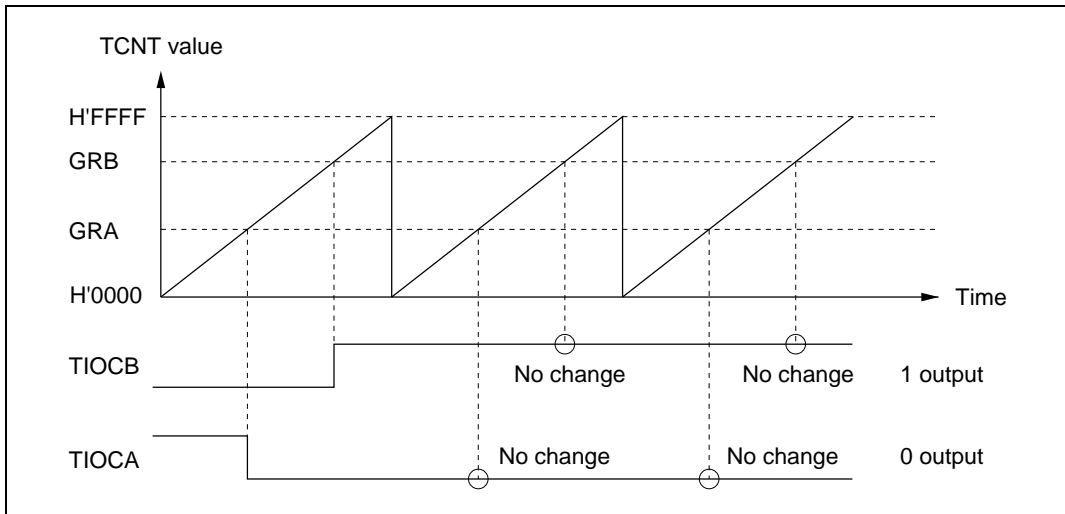 TCNT value
H'FFFF
GRB
GRA
H'0000
Time
TIOCB
No change
No change
1 output
TIOCA
No change
No change
0 output